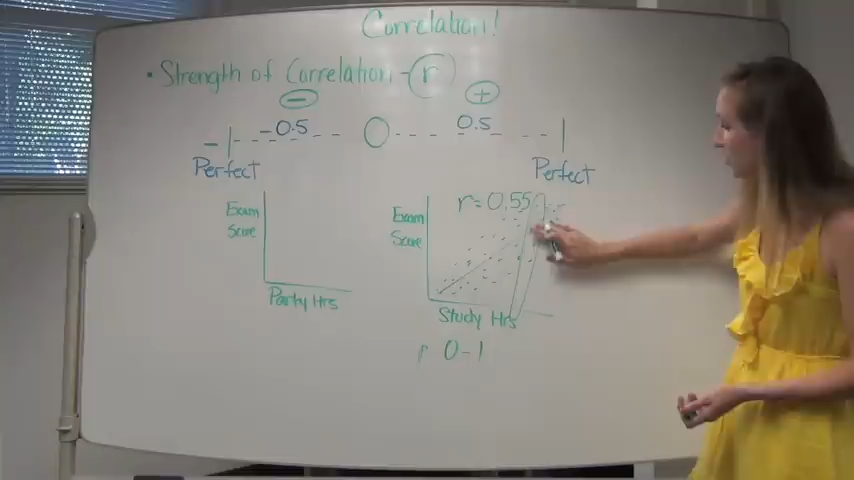 Correlation!
• Strength of Correlation - r
- +
-1 -0.5 0 0.5 1
Perfect Perfect
Exam Score
Party Hrs
r = 0.55
Exam Score
Study Hrs
r 0-1